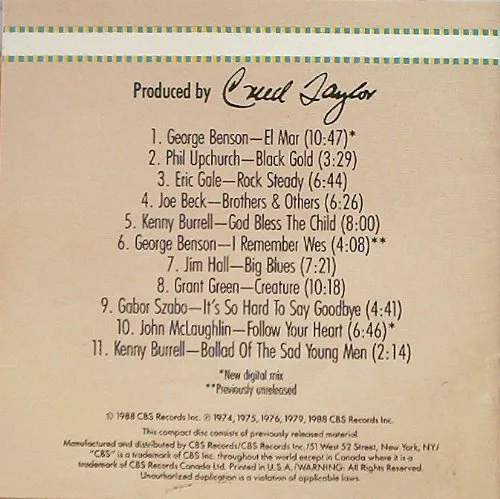 Produced by Creed Taylor
1. George Benson—El Mar (10:47)*
2. Phil Upchurch—Black Gold (3:29)
3. Eric Gale—Rock Steady (6:44)
4. Joe Beck—Brothers & Others (6:26)
5. Kenny Burrell—God Bless The Child (8:00)
6. George Benson—I Remember Wes (4:08)**
7. Jim Hall—Big Blues (7:21)
8. Grant Green—Creature (10:18)
9. Gabor Szabo—It's So Hard To Say Goodbye (4:41)
10. John McLaughlin—Follow Your Heart (6:46)*
11. Kenny Burrell—Ballad Of The Sad Young Men (2:14)
*New digital mix
**Previously unreleased
© 1988 CBS Records Inc. ℗ 1974, 1975, 1976, 1979, 1988 CBS Records Inc.
This compact disc consists of previously released material.
Manufactured and distributed by CBS Records/CBS Records Inc./51 West 52 Street, New York, NY/
"CBS" is a trademark of CBS Inc. throughout the world except in Canada where it is a
trademark of CBS Records Canada Ltd. Printed in U.S.A./WARNING: All Rights Reserved.
Unauthorized duplication is a violation of applicable laws.